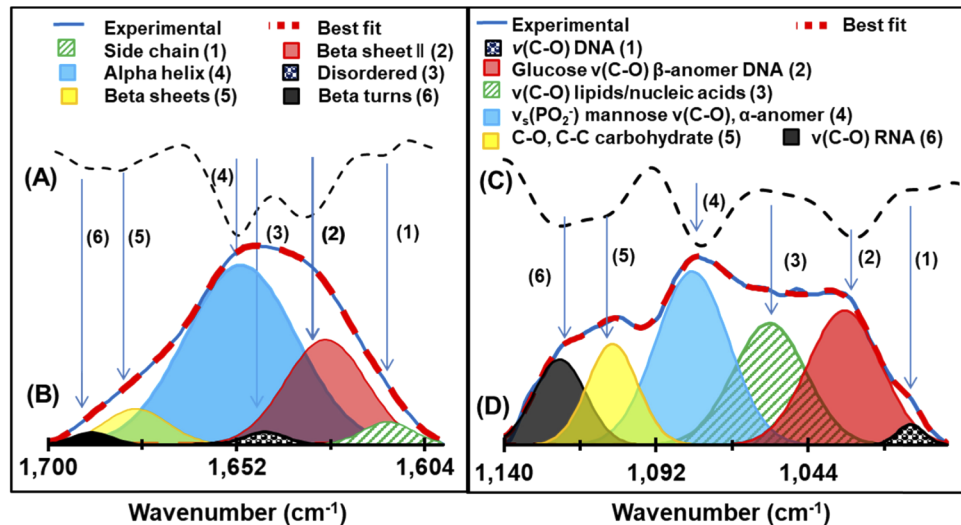 Experimental
Best fit
Side chain (1)
Beta sheet II (2)
Alpha helix (4)
Disordered (3)
Beta sheets (5)
Beta turns (6)
(A)
(4)
(6)
(5)
(3)
(2)
(1)
(B)
1,700
1,652
1,604
Wavenumber (cm⁻¹)
Experimental
Best fit
v(C-O) DNA (1)
Glucose v(C-O) β-anomer DNA (2)
v(C-O) lipids/nucleic acids (3)
vₛ(PO₂⁻) mannose v(C-O), α-anomer (4)
C-O, C-C carbohydrate (5)
v(C-O) RNA (6)
(C)
(4)
(6)
(5)
(3)
(2)
(1)
(D)
1,140
1,092
1,044
Wavenumber (cm⁻¹)